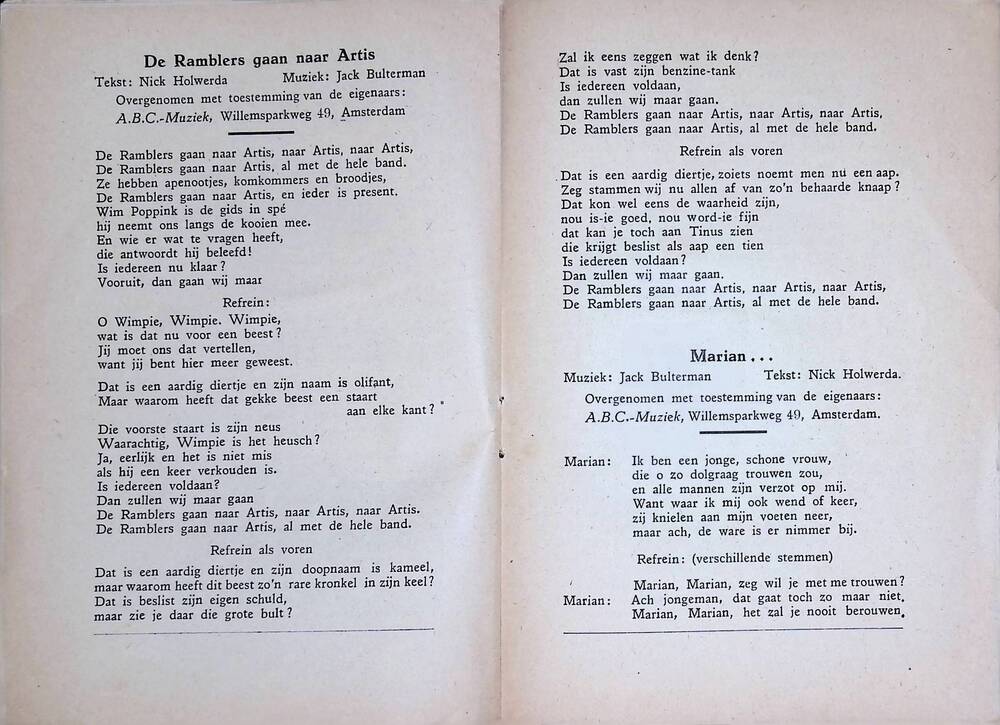 De Ramblers gaan naar Artis
Tekst: Nick Holwerda Muziek: Jack Bulterman
Overgenomen met toestemming van de eigenaars:
A.B.C.-Muziek, Willemsparkweg 49, Amsterdam
De Ramblers gaan naar Artis, naar Artis, naar Artis,
De Ramblers gaan naar Artis, al met de hele band.
Ze hebben apenootjes, komkommers en broodjes,
De Ramblers gaan naar Artis, en ieder is present.
Wim Poppink is de gids in spé
hij neemt ons langs de kooien mee.
En wie er wat te vragen heeft,
die antwoordt hij beleefd!
Is iedereen nu klaar?
Vooruit, dan gaan wij maar
Refrein:
O Wimpie, Wimpie. Wimpie,
wat is dat nu voor een beest?
Jij moet ons dat vertellen,
want jij bent hier meer geweest.
Dat is een aardig diertje en zijn naam is olifant,
Maar waarom heeft dat gekke beest een staart
aan elke kant?
Die voorste staart is zijn neus
Waarachtig, Wimpie is het heusch?
Ja, eerlijk en het is niet mis
als hij een keer verkouden is.
Is iedereen voldaan?
Dan zullen wij maar gaan
De Ramblers gaan naar Artis, naar Artis, naar Artis.
De Ramblers gaan naar Artis, al met de hele band.
Refrein als voren
Dat is een aardig diertje en zijn doopnaam is kameel,
maar waarom heeft dit beest zo'n rare kronkel in zijn keel?
Dat is beslist zijn eigen schuld,
maar zie je daar die grote bult?
Zal ik eens zeggen wat ik denk?
Dat is vast zijn benzine-tank
Is iedereen voldaan,
dan zullen wij maar gaan.
De Ramblers gaan naar Artis, naar Artis, naar Artis,
De Ramblers gaan naar Artis, al met de hele band.
Refrein als voren
Dat is een aardig diertje, zoiets noemt men nu een aap.
Zeg stammen wij nu allen af van zo'n behaarde knaap?
Dat kon wel eens de waarheid zijn,
nou is-ie goed, nou word-ie fijn
dat kan je toch aan Tinus zien
die krijgt beslist als aap een tien
Is iedereen voldaan?
Dan zullen wij maar gaan.
De Ramblers gaan naar Artis, naar Artis, naar Artis,
De Ramblers gaan naar Artis, al met de hele band.
Marian...
Muziek: Jack Bulterman Tekst: Nick Holwerda.
Overgenomen met toestemming van de eigenaars:
A.B.C.-Muziek, Willemsparkweg 49, Amsterdam.
Marian: Ik ben een jonge, schone vrouw,
die o zo dolgraag trouwen zou,
en alle mannen zijn verzot op mij.
Want waar ik mij ook wend of keer,
zij knielen aan mijn voeten neer,
maar ach, de ware is er nimmer bij.
Refrein: (verschillende stemmen)
Marian, Marian, zeg wil je met me trouwen?
Marian: Ach jongeman, dat gaat toch zo maar niet.
Marian, Marian, het zal je nooit berouwen.